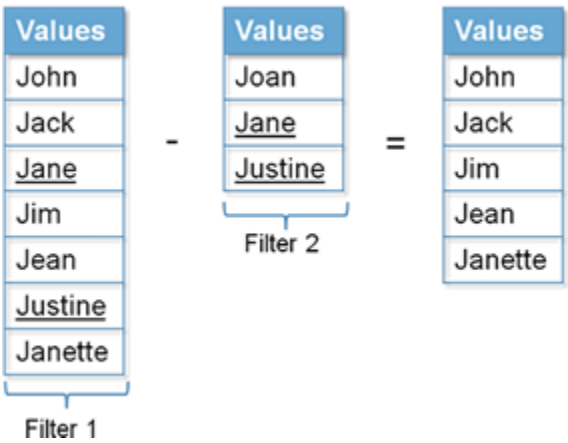 Values
John
Jack
Jane
Jim
Jean
Justine
Janette
Filter 1
-
Values
Joan
Jane
Justine
Filter 2
=
Values
John
Jack
Jim
Jean
Janette